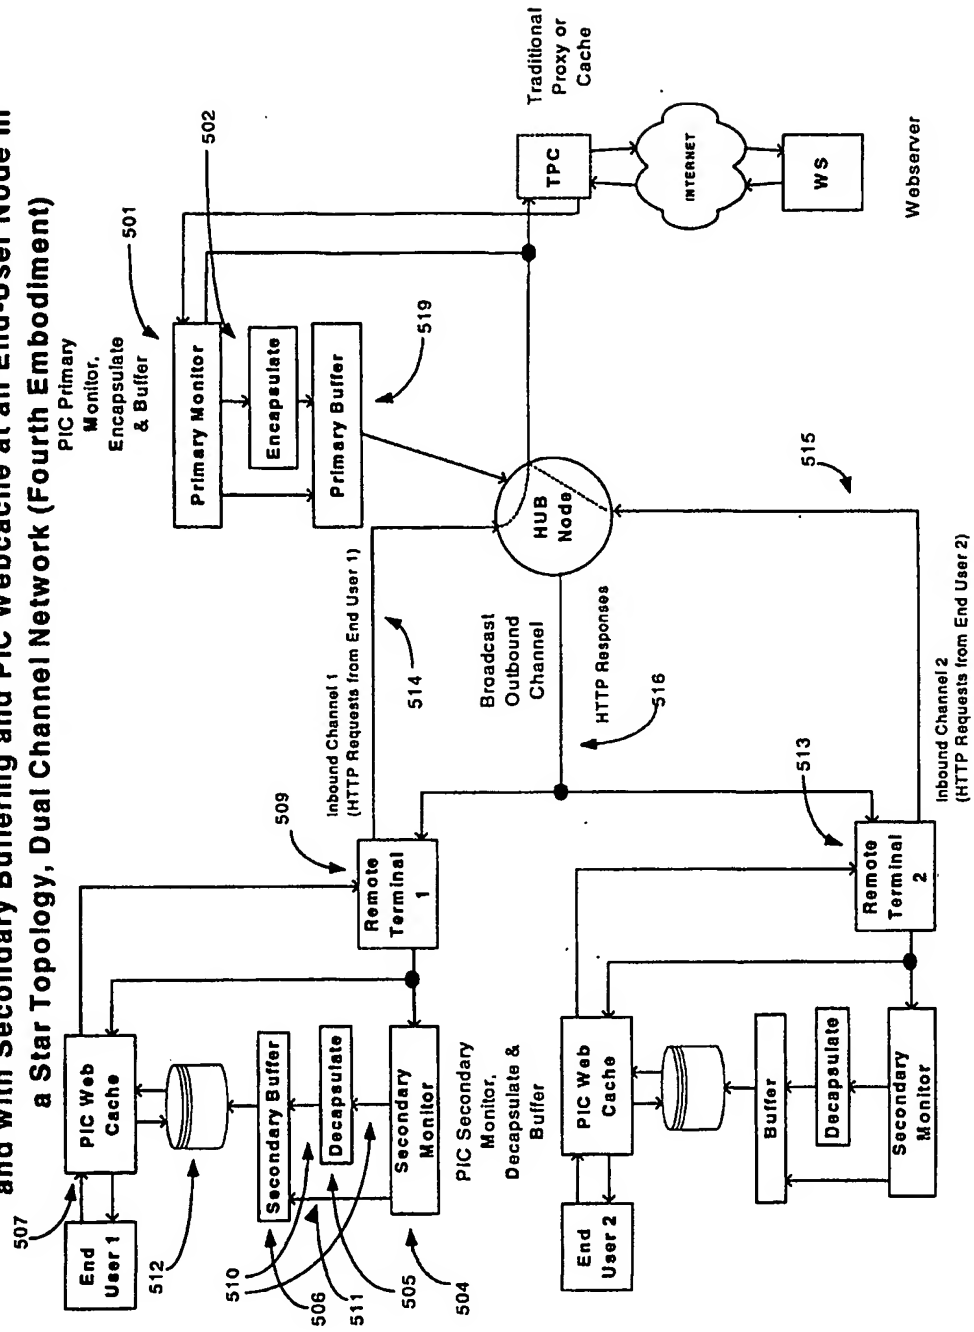 and with Secondary Buffering and PIC Webcache at an End-User Node in
a Star Topology, Dual Channel Network (Fourth Embodiment)
507
End
User 1
PIC Web
Cache
512
510
506
511
505
504
Secondary Buffer
Decapsulate
Secondary
Monitor
509
Remote
Terminal
1
Inbound Channel 1
(HTTP Requests from End User 1)
514
PIC Primary
Monitor,
Encapsulate
& Buffer
501
502
Primary Monitor
Encapsulate
Primary Buffer
519
HUB
Node
Broadcast
Outbound
Channel
HTTP Responses
516
TPC
Traditional
Proxy or
Cache
INTERNET
WS
Webserver
515
Inbound Channel 2
(HTTP Requests from End User 2)
513
Remote
Terminal
2
PIC Secondary
Monitor,
Decapsulate &
Buffer
End
User 2
PIC Web
Cache
Buffer
Decapsulate
Secondary
Monitor